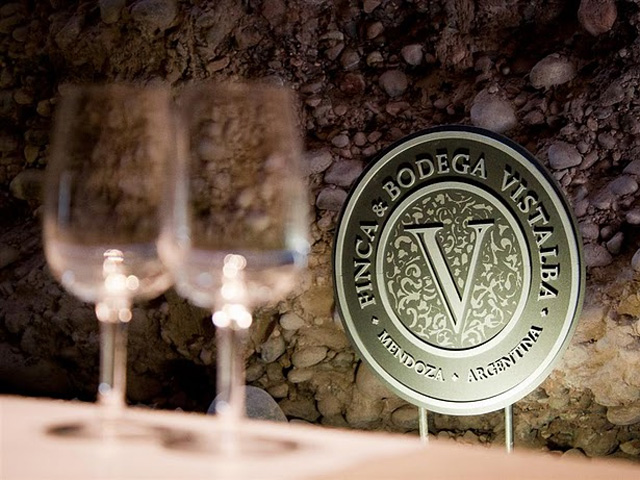 FINCA & BODEGA VISTALBA
V
MENDOZA • ARGENTINA